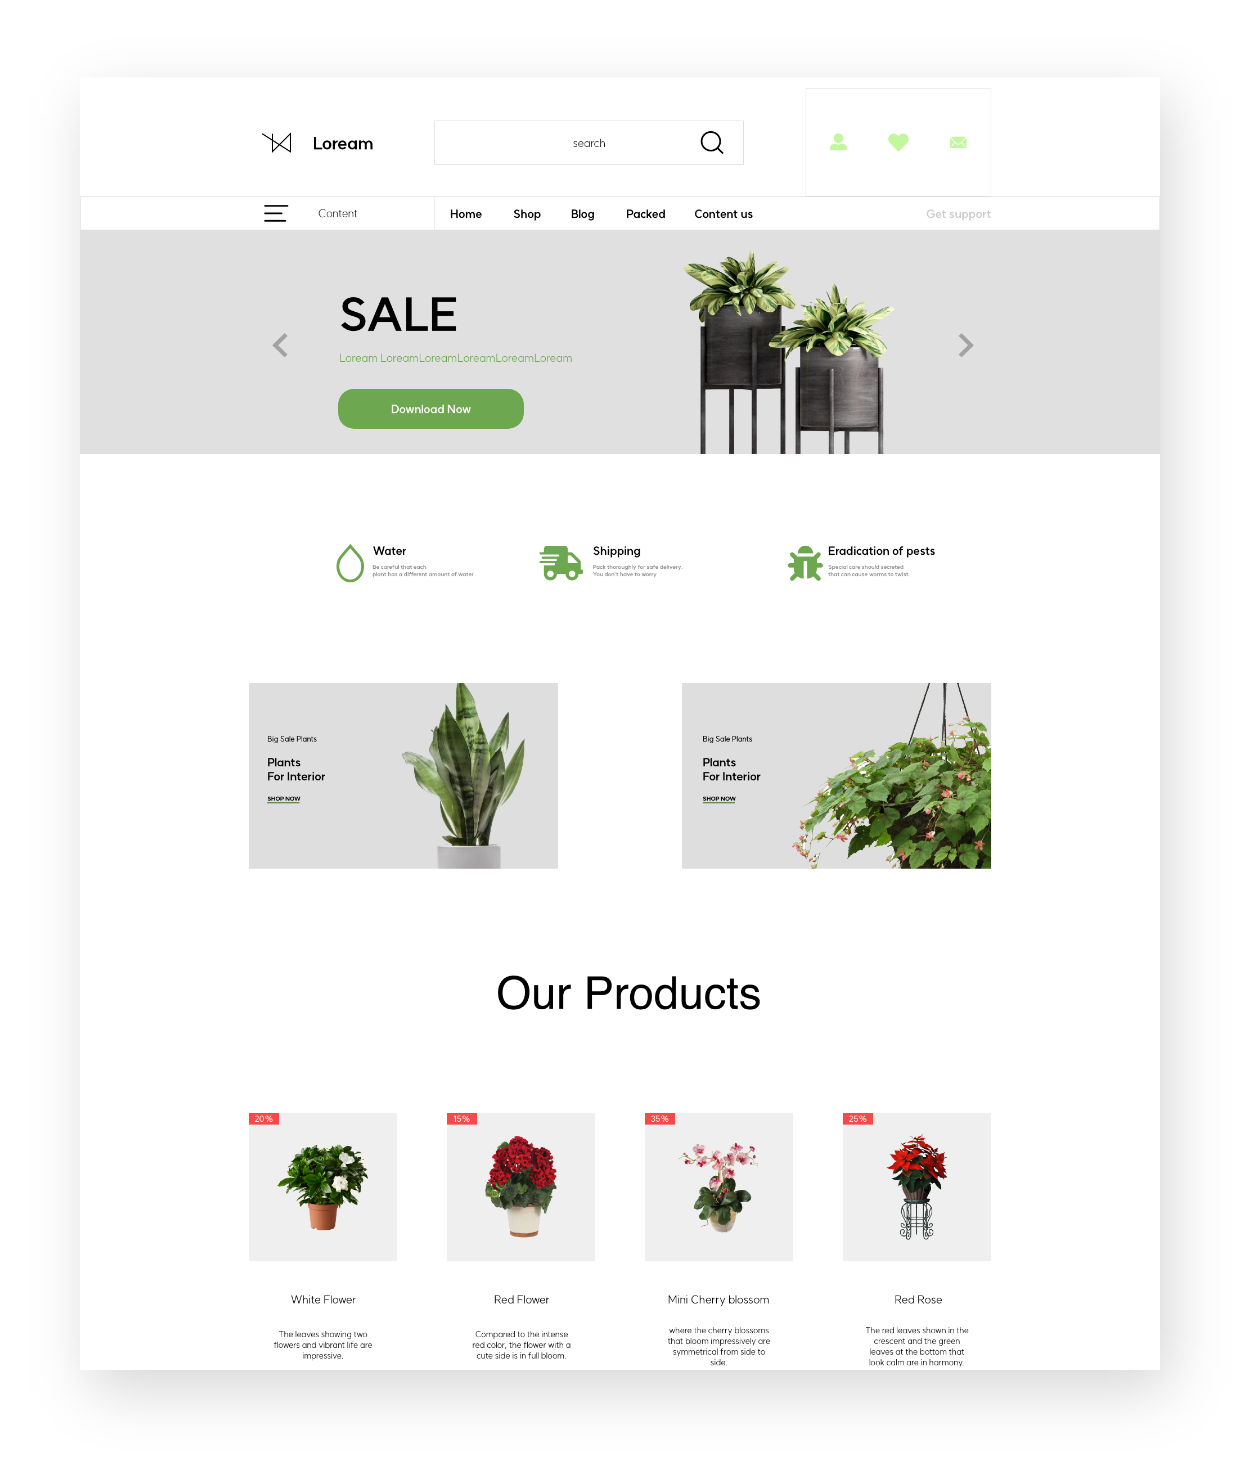 Loream
search
Content
Home
Shop
Blog
Packed
Content us
Get support
SALE
Loream LoreamLoreamLoreamLoreamLoream
Download Now
Water
Be careful that each
plant has a different amount of water
Shipping
Pack thoroughly for safe delivery.
You don't have to worry
Eradication of pests
Special care should secreted
that can cause worms to twist.
Big Sale Plants
Plants
For Interior
SHOP NOW
Big Sale Plants
Plants
For Interior
SHOP NOW
Our Products
20%
15%
35%
25%
White Flower
The leaves showing two
flowers and vibrant life are
impressive.
Red Flower
Compared to the intense
red color, the flower with a
cute side is in full bloom.
Mini Cherry blossom
where the cherry blossoms
that bloom impressively are
symmetrical from side to
side.
Red Rose
The red leaves shown in the
crescent and the green
leaves at the bottom that
look calm are in harmony.